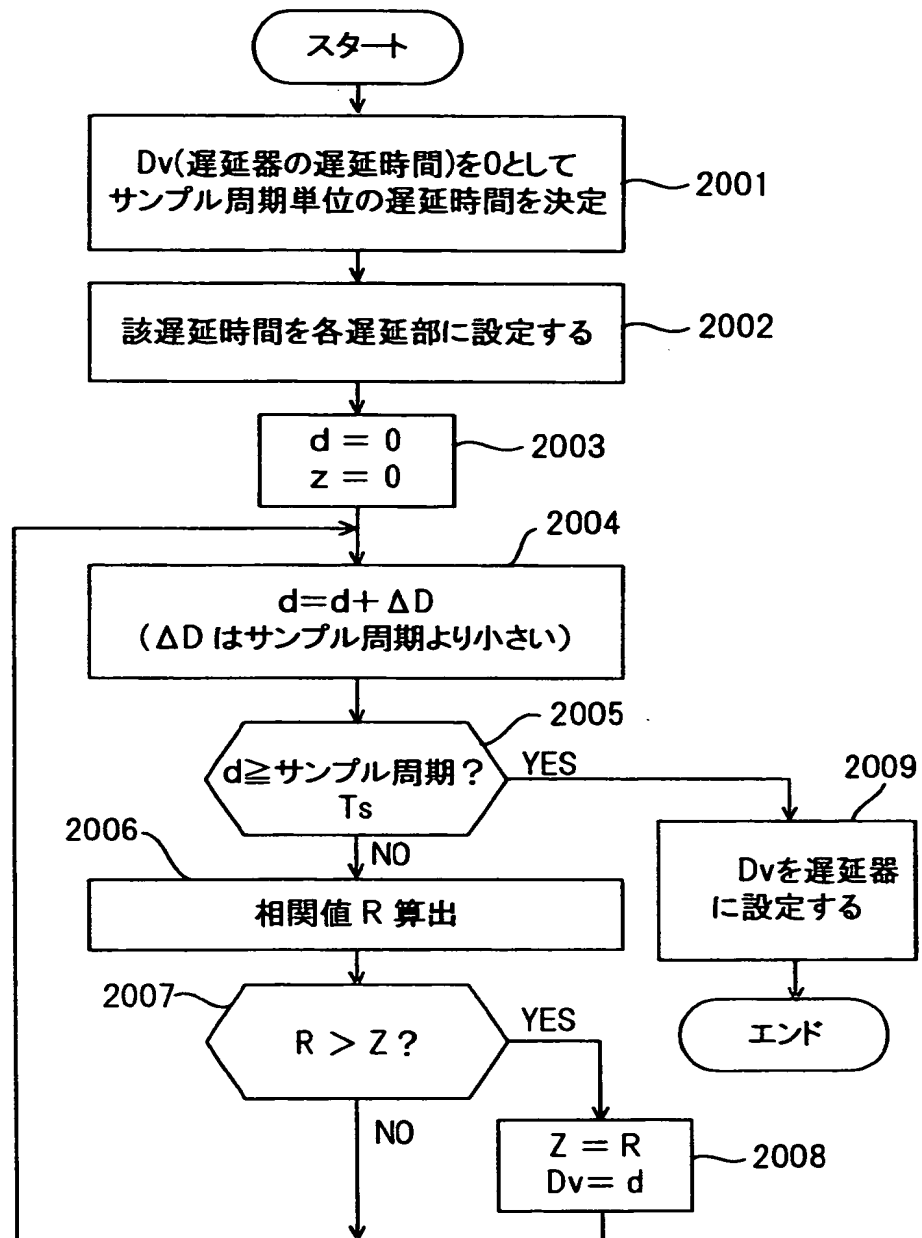 スタート
Dv(遅延器の遅延時間)を0として
サンプル周期単位の遅延時間を決定
2001
該遅延時間を各遅延部に設定する
2002
d = 0
z = 0
2003
2004
d=d+ ΔD
(ΔD はサンプル周期より小さい)
2005
d≧サンプル周期?
Ts
YES
NO
2009
Dvを遅延器
に設定する
エンド
2006
相関値 R 算出
2007
R > Z ?
YES
NO
Z = R
Dv= d
2008